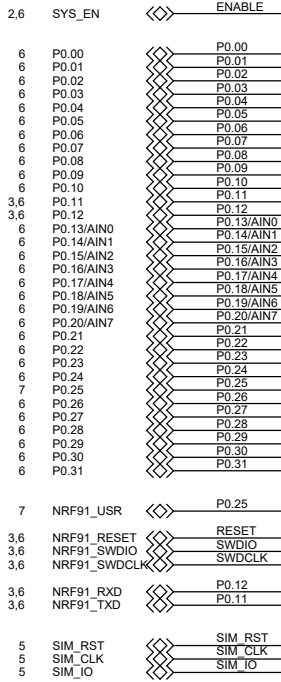 2,6 SYS_EN ENABLE
6 P0.00 P0.00
6 P0.01 P0.01
6 P0.02 P0.02
6 P0.03 P0.03
6 P0.04 P0.04
6 P0.05 P0.05
6 P0.06 P0.06
6 P0.07 P0.07
6 P0.08 P0.08
6 P0.09 P0.09
6 P0.10 P0.10
3,6 P0.11 P0.11
3,6 P0.12 P0.12
6 P0.13/AIN0 P0.13/AIN0
6 P0.14/AIN1 P0.14/AIN1
6 P0.15/AIN2 P0.15/AIN2
6 P0.16/AIN3 P0.16/AIN3
6 P0.17/AIN4 P0.17/AIN4
6 P0.18/AIN5 P0.18/AIN5
6 P0.19/AIN6 P0.19/AIN6
6 P0.20/AIN7 P0.20/AIN7
6 P0.21 P0.21
6 P0.22 P0.22
6 P0.23 P0.23
6 P0.24 P0.24
7 P0.25 P0.25
6 P0.26 P0.26
6 P0.27 P0.27
6 P0.28 P0.28
6 P0.29 P0.29
6 P0.30 P0.30
6 P0.31 P0.31
7 NRF91_USR P0.25
3,6 NRF91_RESET RESET
3,6 NRF91_SWDIO SWDIO
3,6 NRF91_SWDCLK SWDCLK
3,6 NRF91_RXD P0.12
3,6 NRF91_TXD P0.11
5 SIM_RST SIM_RST
5 SIM_CLK SIM_CLK
5 SIM_IO SIM_IO